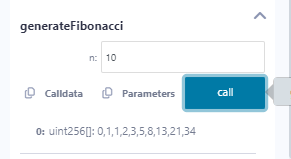 generateFibonacci
n: 10
Calldata Parameters call
0: uint256[]: 0,1,1,2,3,5,8,13,21,34